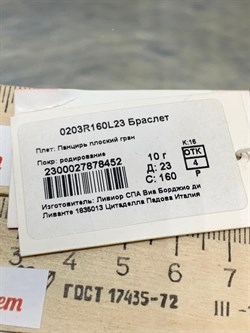 0203R160L23 Браслет
Плет: Панцирь плоский гран
Покр: родирование
2300027878452
10 г
Д: 23
С: 160
К:16
ОТК
4
Р
Изготовитель: Ливиор СПА Виа Борджио ди
Ливанте 1835013 Цитаделла Падова Италия
ГОСТ 17435-72